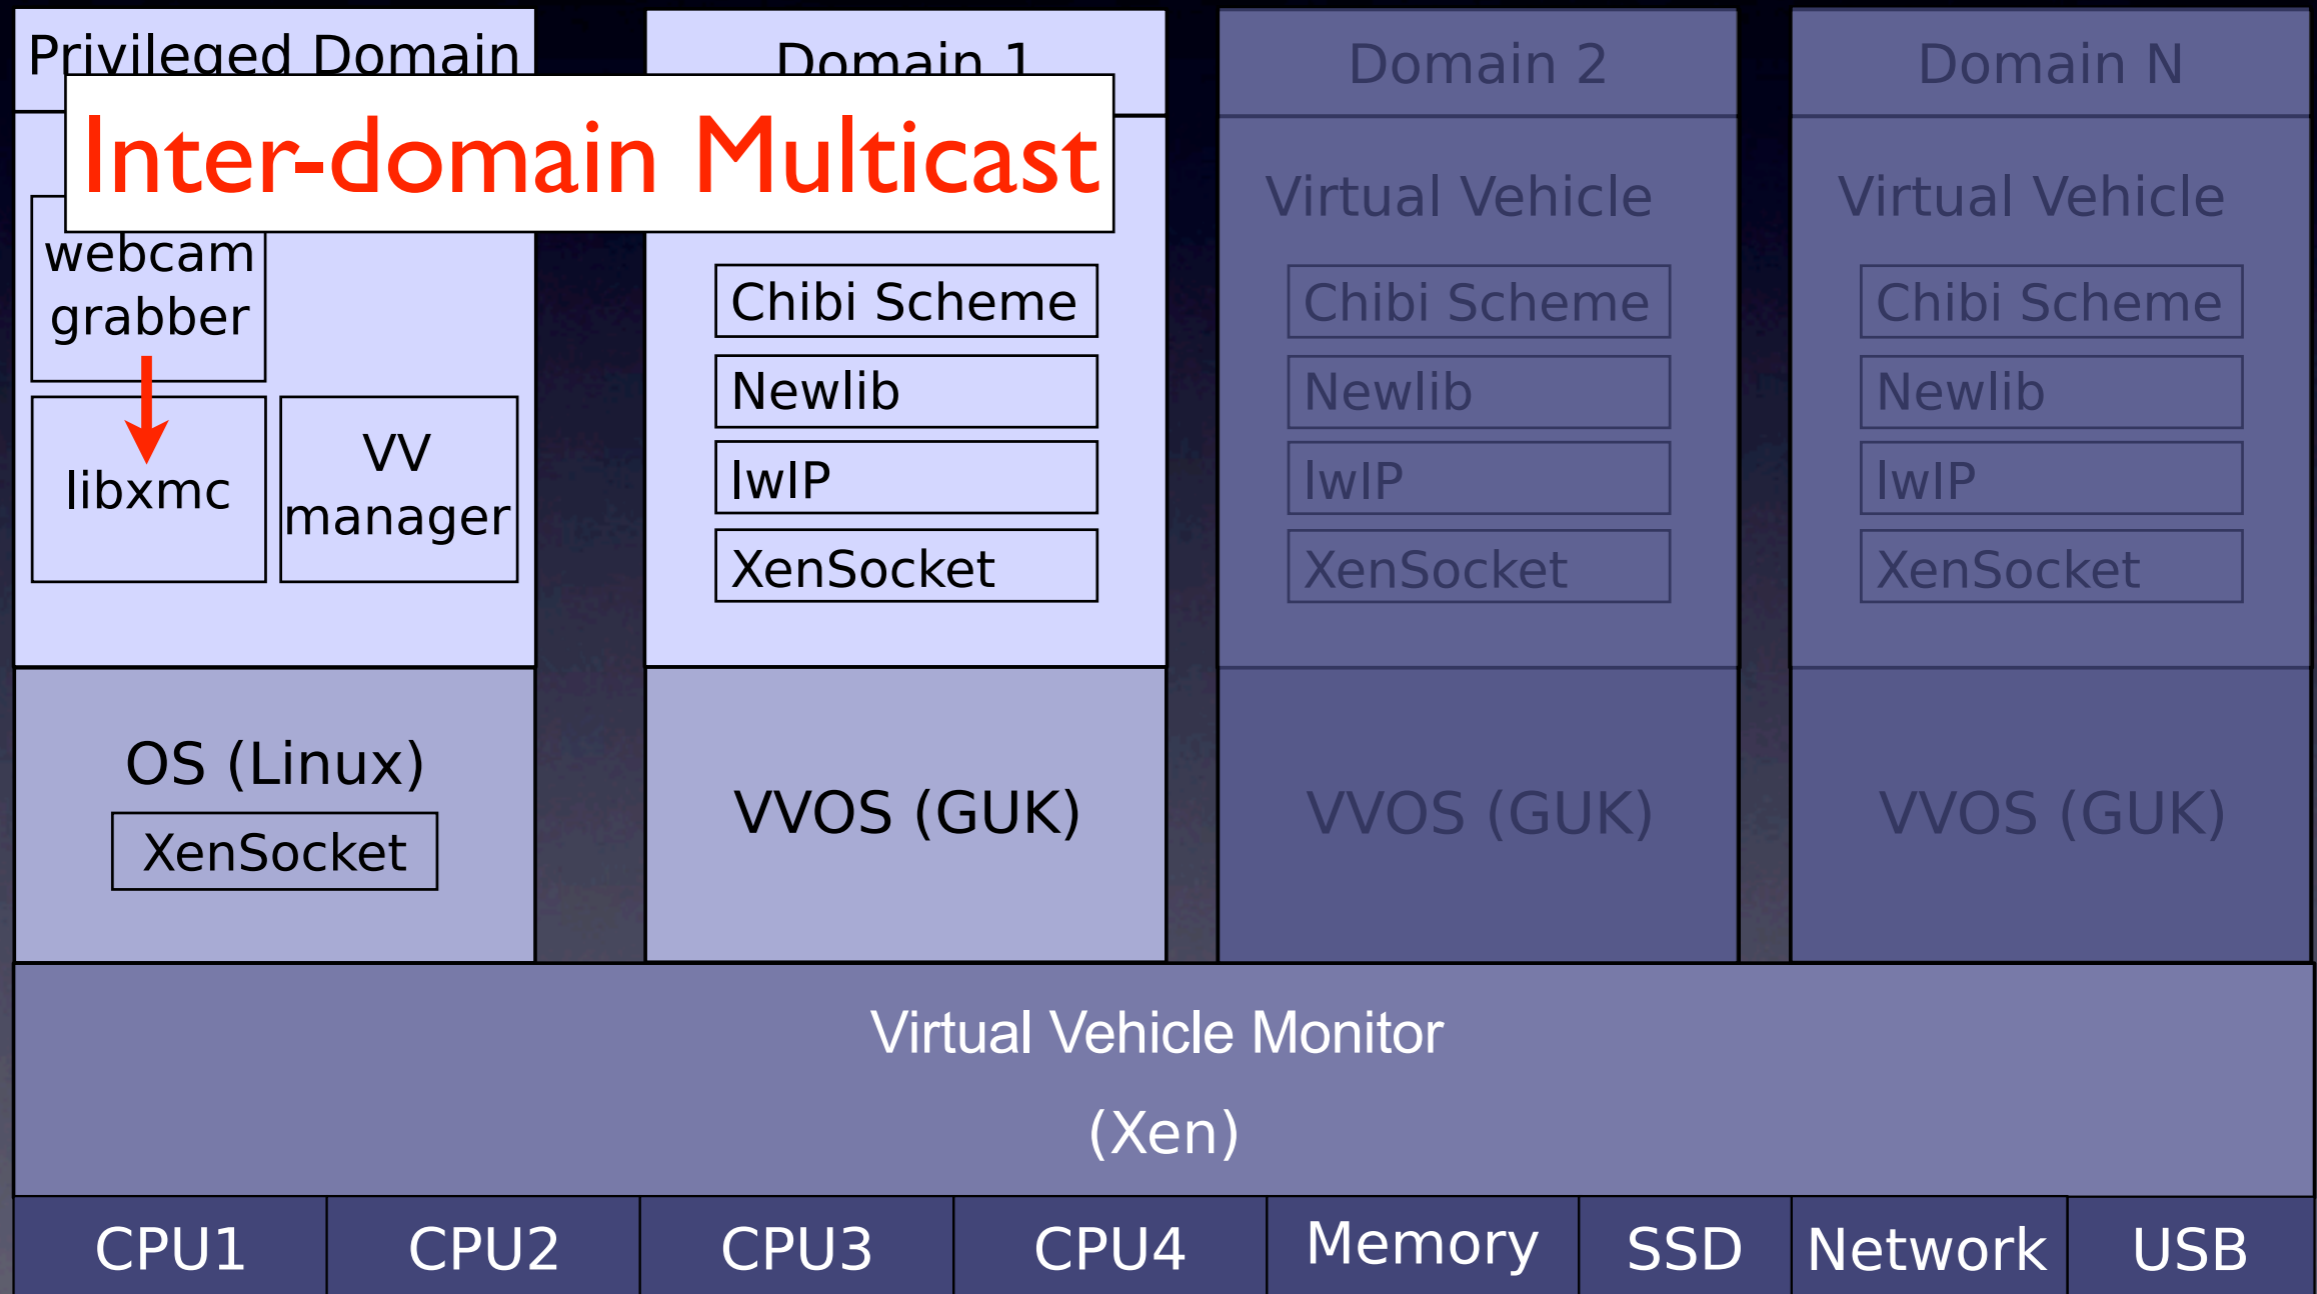 Privileged Domain
Inter-domain Multicast
webcam
grabber
libxmc
VV
manager
OS (Linux)
XenSocket
Domain 1
Chibi Scheme
Newlib
lwIP
XenSocket
VVOS (GUK)
Domain 2
Virtual Vehicle
Chibi Scheme
Newlib
lwIP
XenSocket
VVOS (GUK)
Domain N
Virtual Vehicle
Chibi Scheme
Newlib
lwIP
XenSocket
VVOS (GUK)
Virtual Vehicle Monitor
(Xen)
CPU1 CPU2 CPU3 CPU4 Memory SSD Network USB